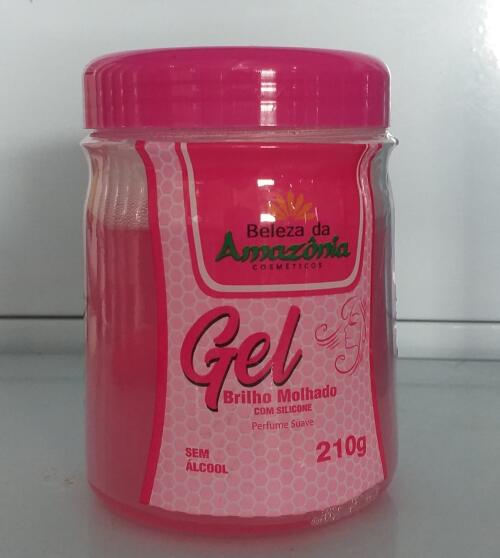 Beleza da
Amazônia
COSMÉTICOS
Gel
Brilho Molhado
COM SILICONE
Perfume Suave
SEM
ÁLCOOL
210g